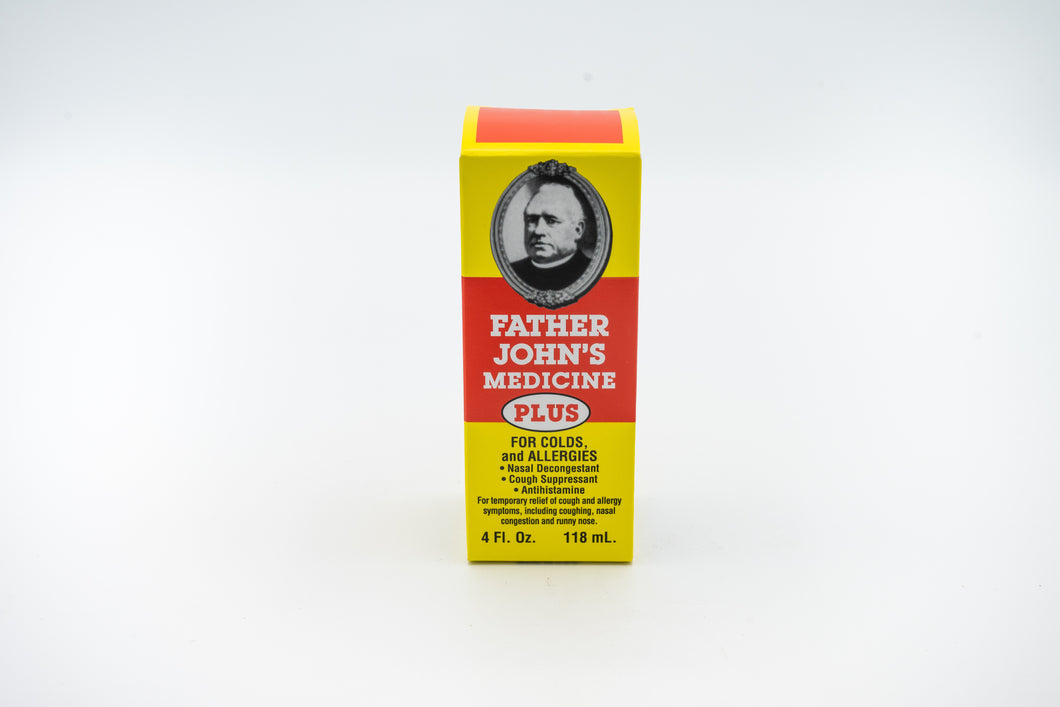 FATHER
JOHN'S
MEDICINE
PLUS
FOR COLDS,
and ALLERGIES
• Nasal Decongestant
• Cough Suppressant
• Antihistamine
For temporary relief of cough and allergy
symptoms, including coughing, nasal
congestion and runny nose.
4 Fl. Oz. 118 mL.